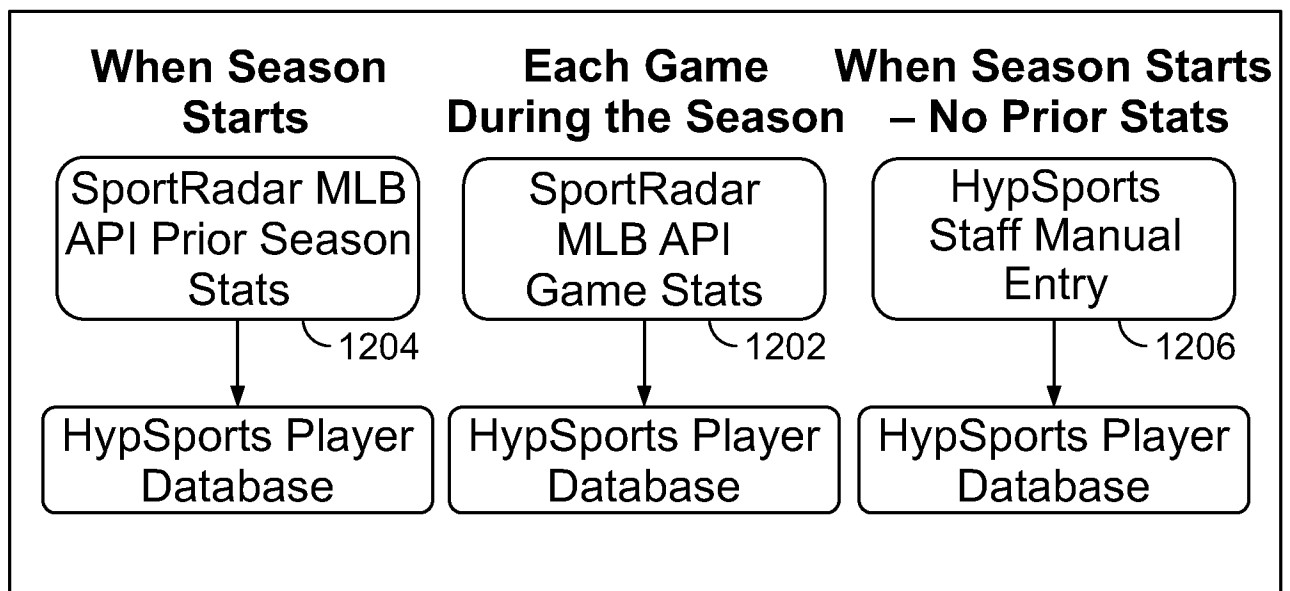 When Season
Starts
SportRadar MLB
API Prior Season
Stats
1204
HypSports Player
Database
Each Game
During the Season
SportRadar
MLB API
Game Stats
1202
HypSports Player
Database
When Season Starts
– No Prior Stats
HypSports
Staff Manual
Entry
1206
HypSports Player
Database